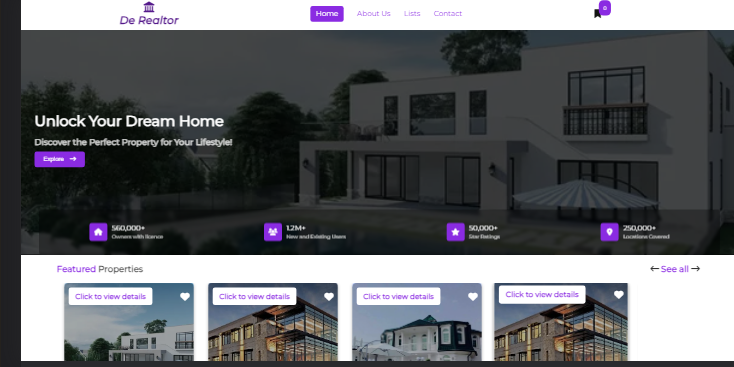 De Realtor
Home About Us Lists Contact
0
Unlock Your Dream Home
Discover the Perfect Property for Your Lifestyle!
Explore →
560,000+
Owners with licence
1.2M+
New and Existing Users
50,000+
Star Ratings
250,000+
Locations Covered
Featured Properties
← See all →
Click to view details
Click to view details
Click to view details
Click to view details